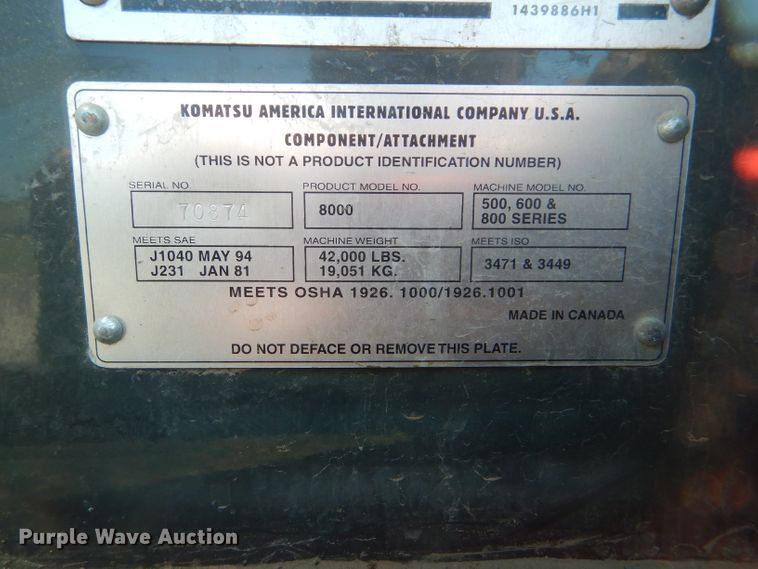 1439886H1
KOMATSU AMERICA INTERNATIONAL COMPANY U.S.A.
COMPONENT/ATTACHMENT
(THIS IS NOT A PRODUCT IDENTIFICATION NUMBER)
SERIAL NO. PRODUCT MODEL NO. MACHINE MODEL NO.
70874 8000 500, 600 &
800 SERIES
MEETS SAE MACHINE WEIGHT MEETS ISO
J1040 MAY 94 42,000 LBS. 3471 & 3449
J231 JAN 81 19,051 KG.
MEETS OSHA 1926. 1000/1926.1001
MADE IN CANADA
DO NOT DEFACE OR REMOVE THIS PLATE.
Purple Wave Auction